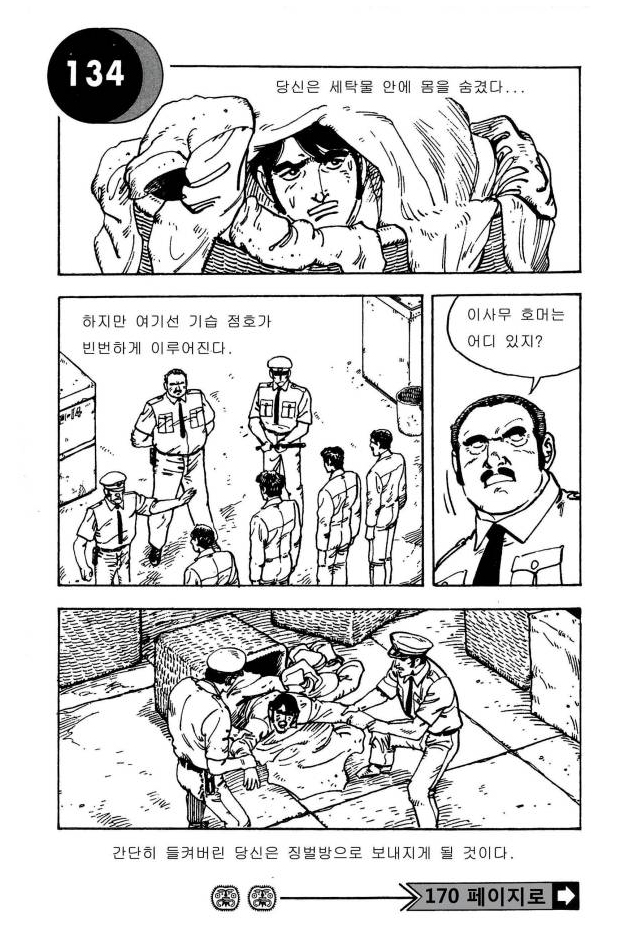 134
당신은 세탁물 안에 몸을 숨겼다...
하지만 여기선 기습 점호가
빈번하게 이루어진다.
이사무 호머는
어디 있지?
간단히 들켜버린 당신은 징벌방으로 보내지게 될 것이다.
170 페이지로